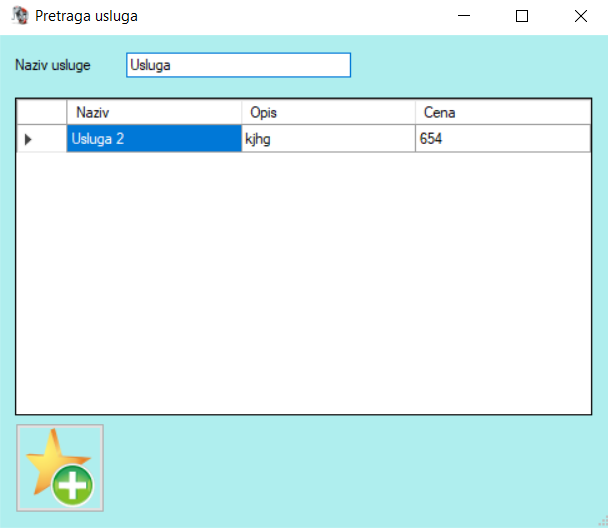 Pretraga usluga
Naziv usluge Usluga
Naziv Opis Cena
Usluga 2 kjhg 654